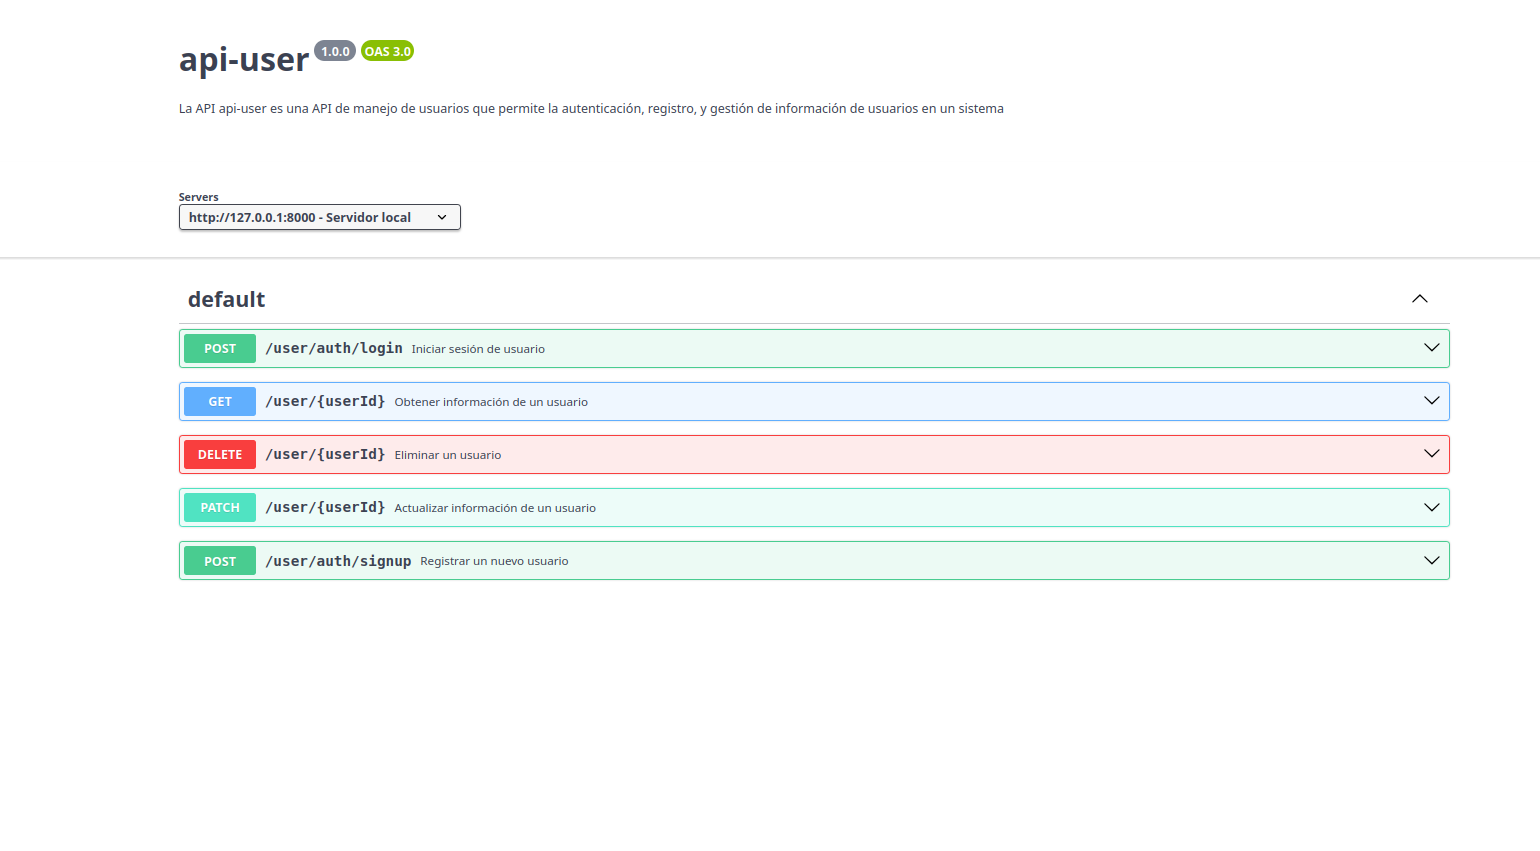 api-user 1.0.0 OAS 3.0
La API api-user es una API de manejo de usuarios que permite la autenticación, registro, y gestión de información de usuarios en un sistema
Servers
http://127.0.0.1:8000 - Servidor local
default
POST /user/auth/login Iniciar sesión de usuario
GET /user/{userId} Obtener información de un usuario
DELETE /user/{userId} Eliminar un usuario
PATCH /user/{userId} Actualizar información de un usuario
POST /user/auth/signup Registrar un nuevo usuario